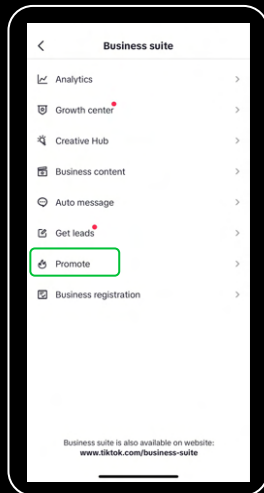 Business suite
Analytics
Growth center
Creative Hub
Business content
Auto message
Get leads
Promote
Business registration
Business suite is also available on website:
www.tiktok.com/business-suite